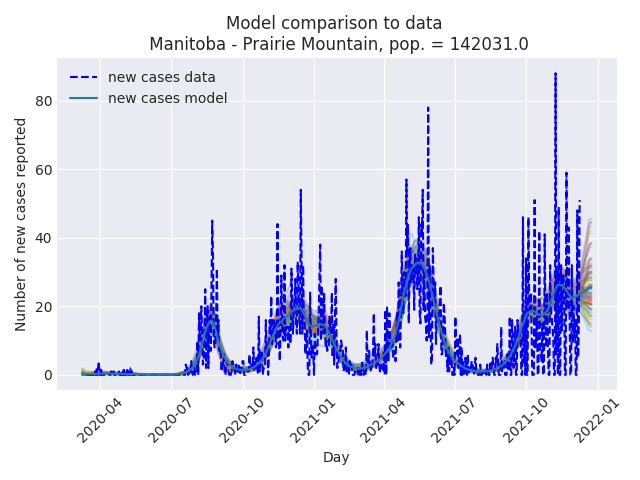 Model comparison to data
Manitoba - Prairie Mountain, pop. = 142031.0
new cases data
new cases model
Number of new cases reported
80
60
40
20
0
2020-04
2020-07
2020-10
2021-01
2021-04
2021-07
2021-10
2022-01
Day